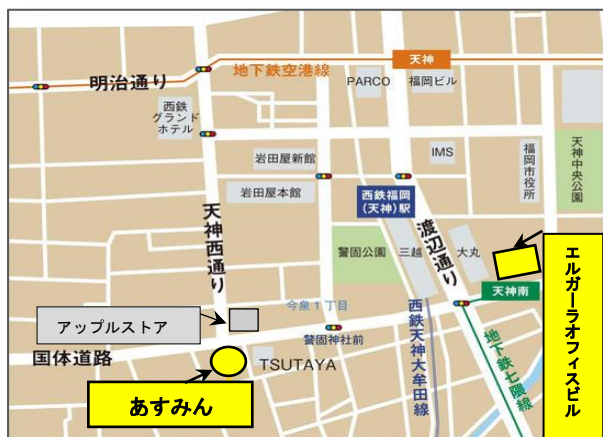 地下鉄空港線
天神
明治通り
PARCO
福岡ビル
西鉄
グランド
ホテル
岩田屋新館
IMS
福岡市役所
天神中央公園
岩田屋本館
西鉄福岡
(天神)駅
天神西通り
渡辺通り
警固公園
三越
大丸
エルガーラオフィスビル
天神南
今泉1丁目
アップルストア
警固神社前
西鉄天神大牟田線
地下鉄七隈線
国体道路
TSUTAYA
あすみん